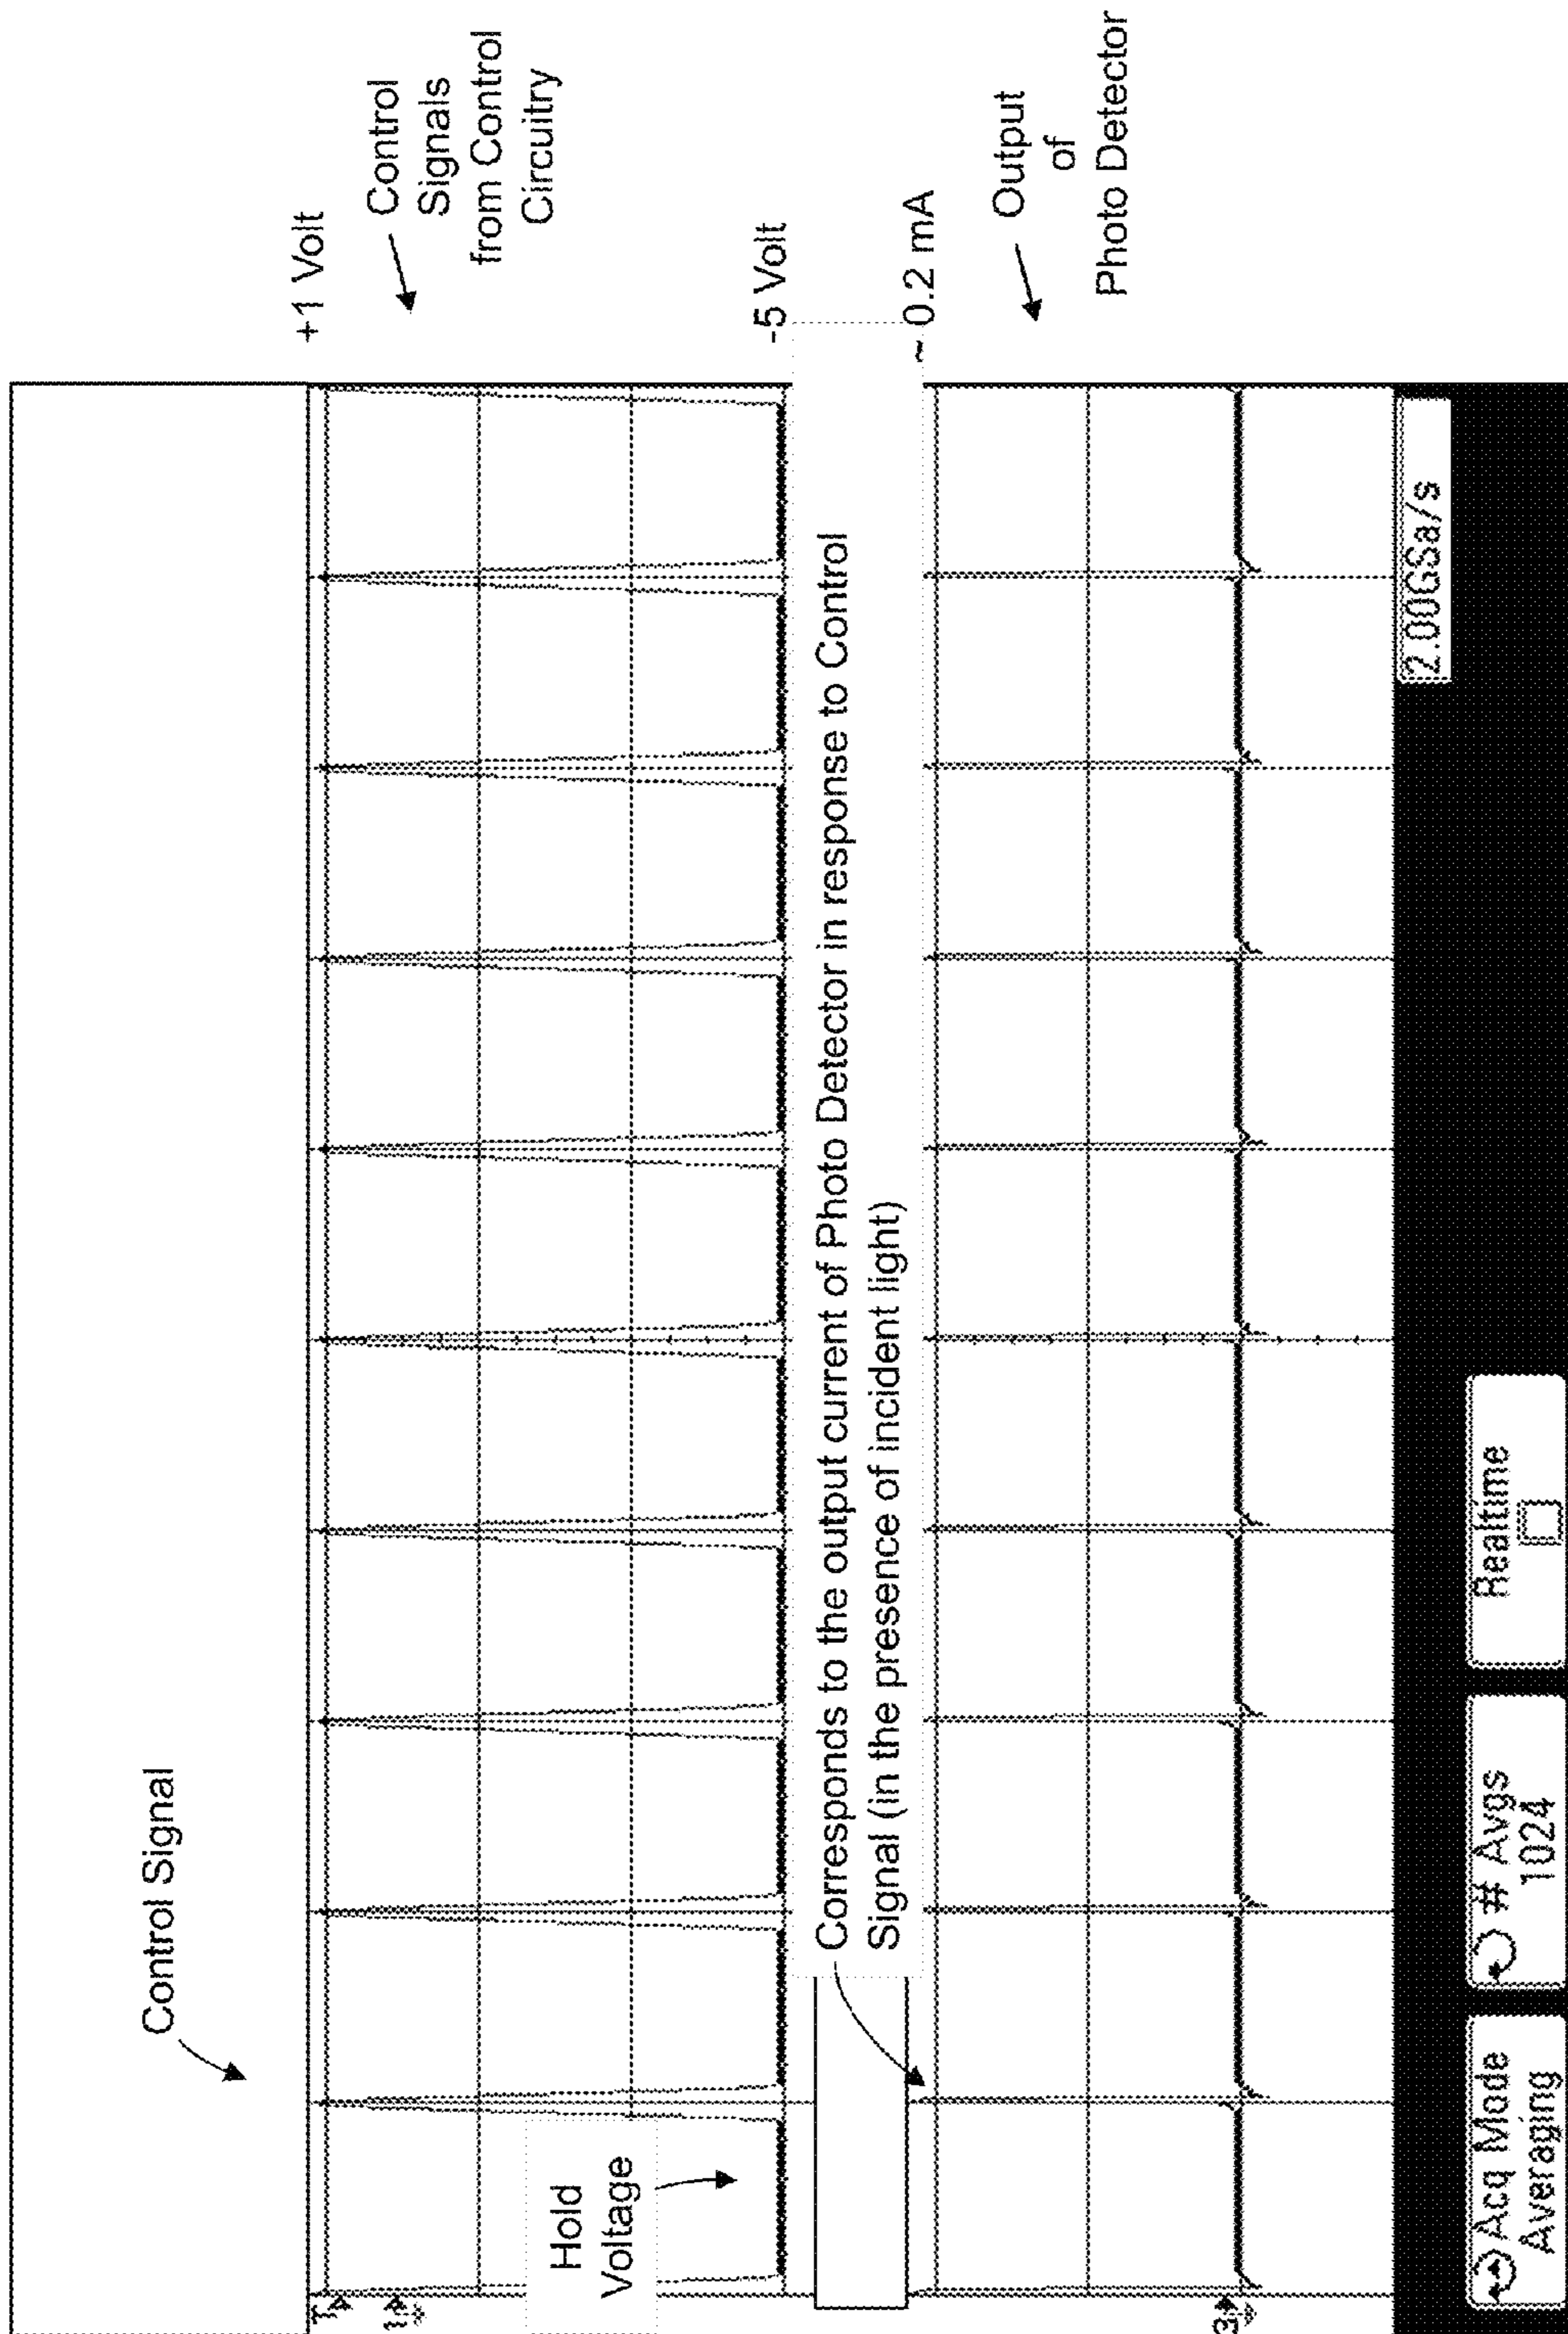 Control Signal
+1 Volt
Control
Signals
from Control
Circuitry
Hold
Voltage
-5 Volt
Corresponds to the output current of Photo Detector in response to Control
Signal (in the presence of incident light)
~ 0.2 mA
Output
of
Photo Detector
T
1
3
2.00GSa/s
Acq Mode
Averaging
# Avgs
1024
Realtime